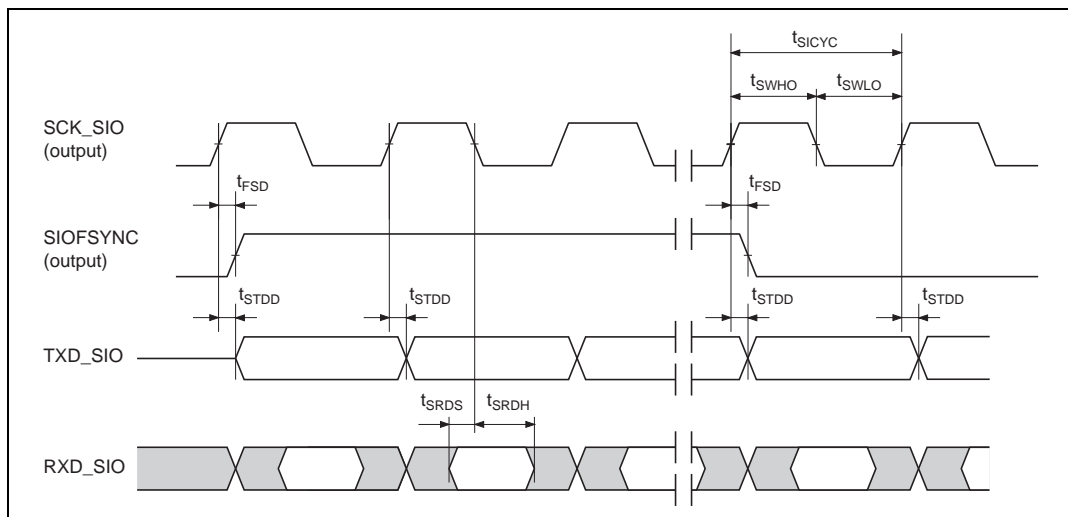 tSICYC
tSWHO tSWLO
SCK_SIO
(output)
tFSD tFSD
SIOFSYNC
(output)
tSTDD tSTDD tSTDD tSTDD
TXD_SIO
tSRDS tSRDH
RXD_SIO